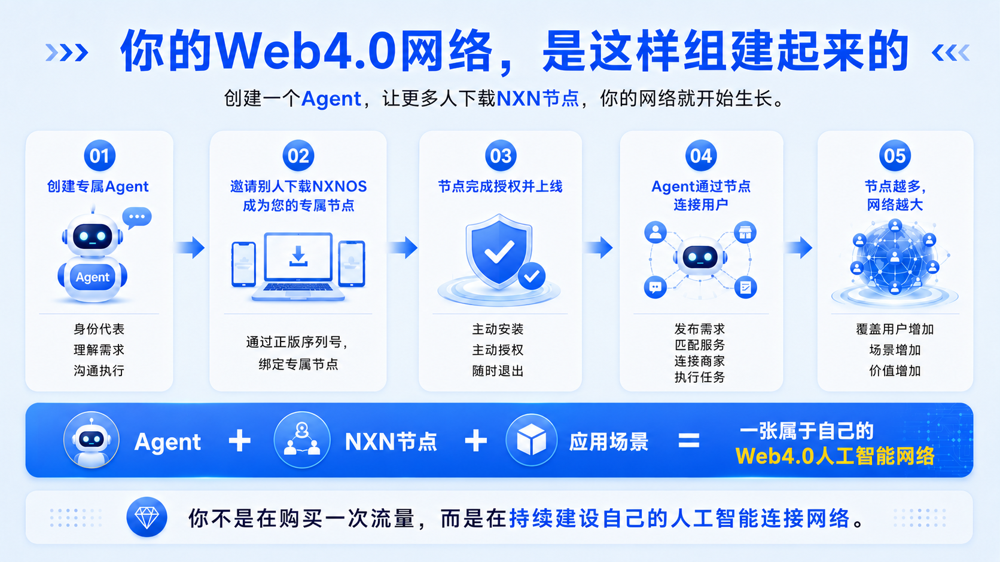 你的Web4.0网络，是这样组建起来的
创建一个Agent，让更多人下载NXN节点，你的网络就开始生长。
01
创建专属Agent
Agent
身份代表
理解需求
沟通执行
02
邀请别人下载NXNOS
成为您的专属节点
通过正版序列号，
绑定专属节点
03
节点完成授权并上线
主动安装
主动授权
随时退出
04
Agent通过节点
连接用户
发布需求
匹配服务
连接商家
执行任务
05
节点越多，
网络越大
覆盖用户增加
场景增加
价值增加
Agent + NXN节点 + 应用场景 = 一张属于自己的
Web4.0人工智能网络
你不是在购买一次流量，而是在持续建设自己的人工智能连接网络。